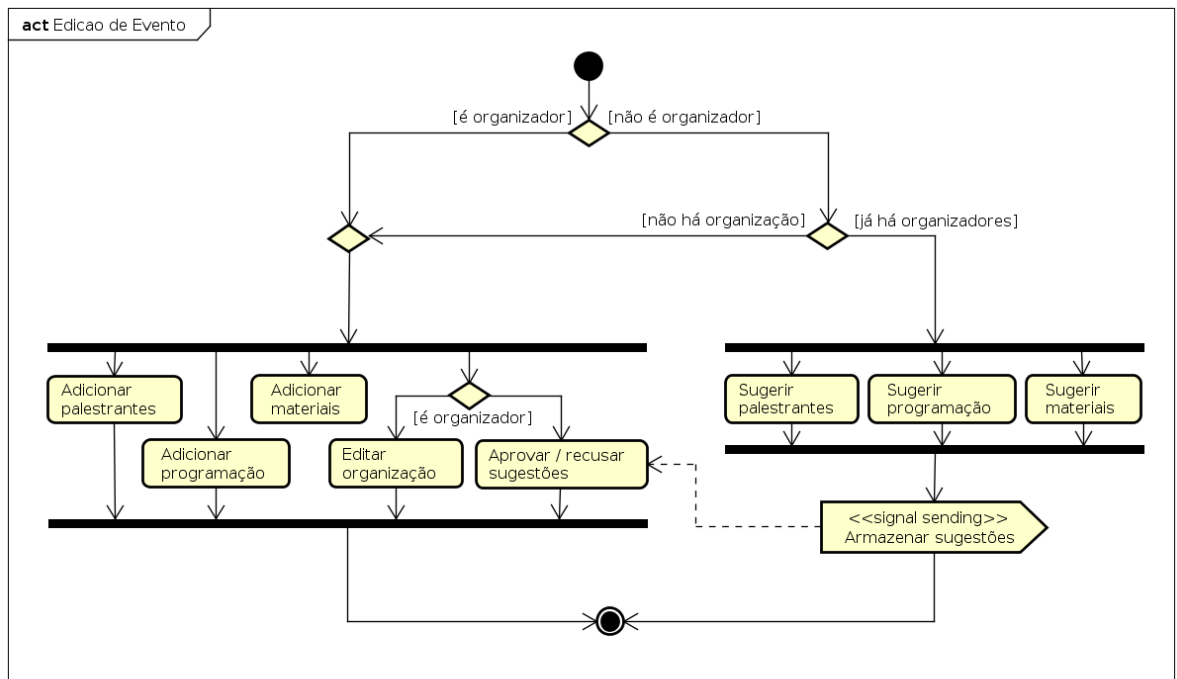 act Edicao de Evento
[é organizador]
[não é organizador]
[não há organização]
[já há organizadores]
Adicionar
palestrantes
Adicionar
materiais
Sugerir
palestrantes
Sugerir
programação
Sugerir
materiais
[é organizador]
Adicionar
programação
Editar
organização
Aprovar / recusar
sugestões
<<signal sending>>
Armazenar sugestões